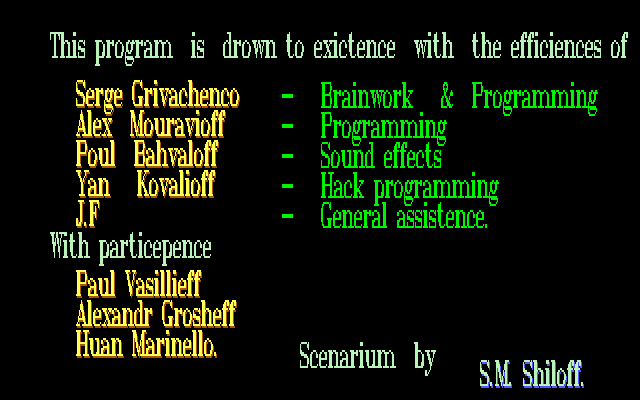 This program is drown to exictence with the efficiences of
Serge Grivachenco - Brainwork & Programming
Alex Mouravioff - Programming
Poul Bahvaloff - Sound effects
Yan Kovalioff - Hack programming
J.F - General assistence.
With particepence
Paul Vasillieff
Alexandr Grosheff
Huan Marinello.
Scenarium by
S.M. Shiloff.